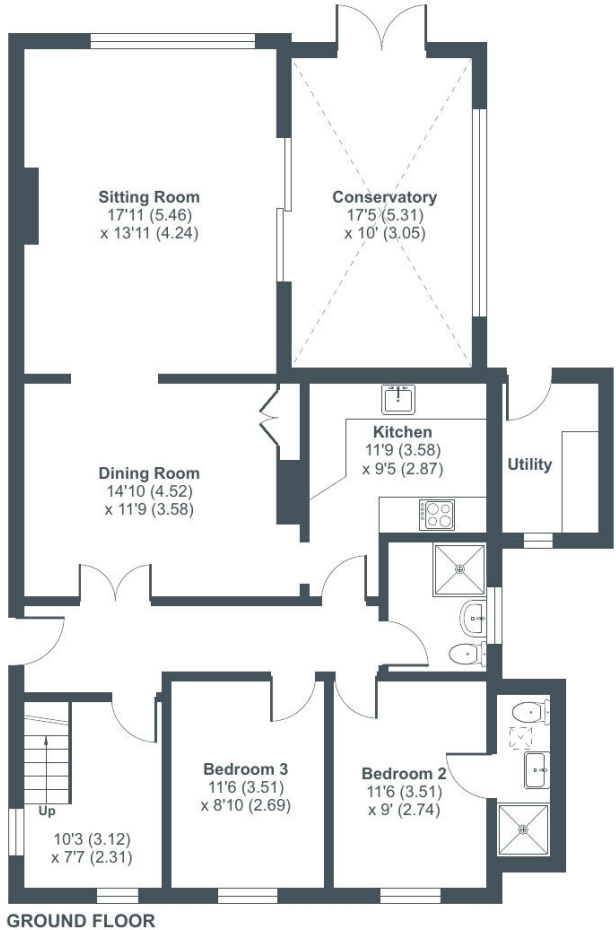 Sitting Room
17'11 (5.46)
x 13'11 (4.24)
Conservatory
17'5 (5.31)
x 10' (3.05)
Kitchen
11'9 (3.58)
x 9'5 (2.87)
Utility
Dining Room
14'10 (4.52)
x 11'9 (3.58)
Bedroom 3
11'6 (3.51)
x 8'10 (2.69)
Bedroom 2
11'6 (3.51)
x 9' (2.74)
Up
10'3 (3.12)
x 7'7 (2.31)
GROUND FLOOR